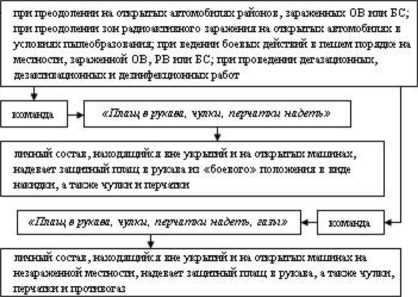 при преодолении на открытых автомобилях районов, зараженных ОВ или БС;
при преодолении зон радиоактивного заражения на открытых автомобилях в
условиях пылеобразования; при ведении боевых действий в пешем порядке на
местности, зараженной ОВ, РВ или БС; при проведении дегазационных,
дезактивационных и дезинфекционных работ
команда
«Плащ в рукава, чулки, перчатки надеть»
личный состав, находящийся вне укрытий и на открытых машинах,
надевает защитный плащ в рукава из «боевого» положения в виде
накидки, а также чулки и перчатки
«Плащ в рукава, чулки, перчатки надеть, газы»
команда
личный состав, находящийся вне укрытий и на открытых машинах на
незараженной местности, надевает защитный плащ в рукава, а также чулки,
перчатки и противогаз